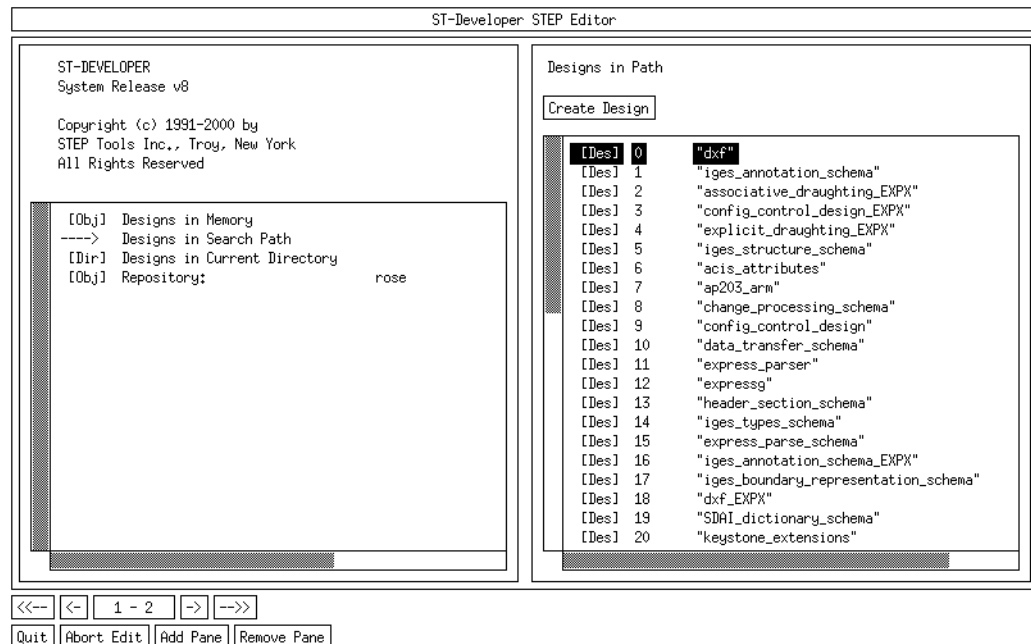 ST-Developer STEP Editor
ST-DEVELOPER
System Release v8
Copyright (c) 1991-2000 by
STEP Tools Inc., Troy, New York
All Rights Reserved
[Obj] Designs in Memory
----> Designs in Search Path
[Dir] Designs in Current Directory
[Obj] Repository: rose
Designs in Path
Create Design
[Des] 0 "dxf"
[Des] 1 "iges_annotation_schema"
[Des] 2 "associative_draughting_EXPX"
[Des] 3 "config_control_design_EXPX"
[Des] 4 "explicit_draughting_EXPX"
[Des] 5 "iges_structure_schema"
[Des] 6 "acis_attributes"
[Des] 7 "ap203_arm"
[Des] 8 "change_processing_schema"
[Des] 9 "config_control_design"
[Des] 10 "data_transfer_schema"
[Des] 11 "express_parser"
[Des] 12 "expressg"
[Des] 13 "header_section_schema"
[Des] 14 "iges_types_schema"
[Des] 15 "express_parse_schema"
[Des] 16 "iges_annotation_schema_EXPX"
[Des] 17 "iges_boundary_representation_schema"
[Des] 18 "dxf_EXPX"
[Des] 19 "SDAI_dictionary_schema"
[Des] 20 "keystone_extensions"
<<-- <- 1 - 2 -> -->>
Quit Abort Edit Add Pane Remove Pane